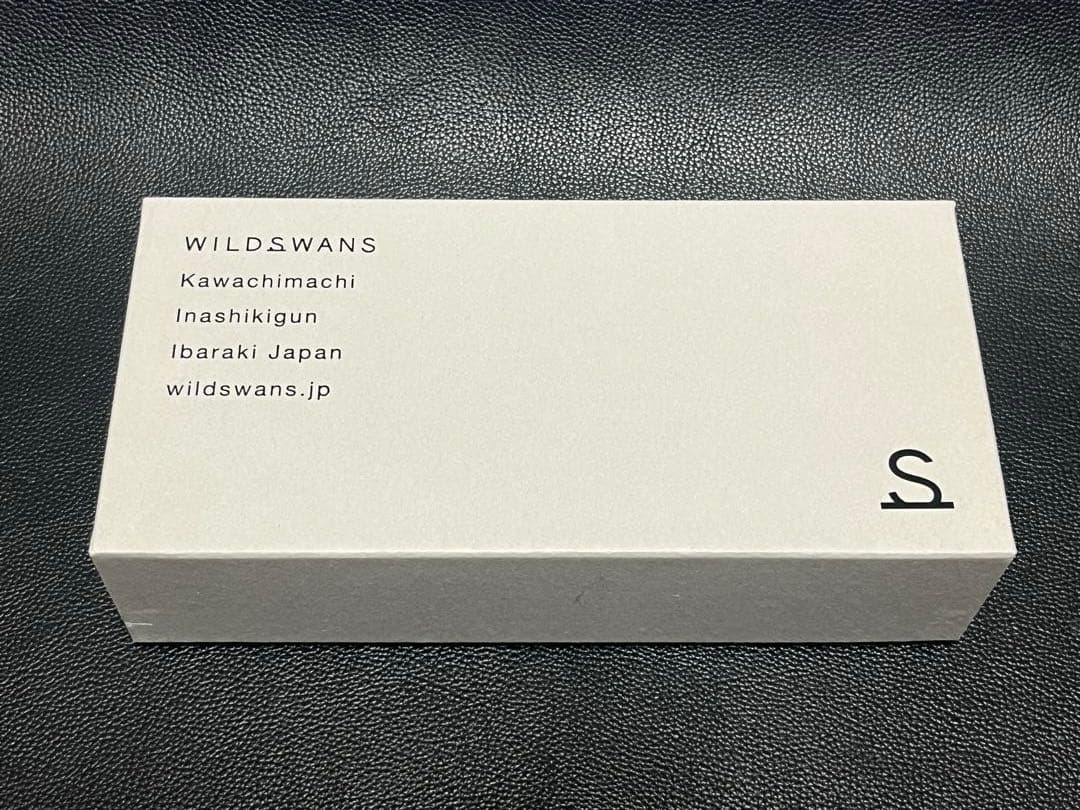 WILDSWANS
Kawachimachi
Inashikigun
Ibaraki Japan
wildswans.jp
S